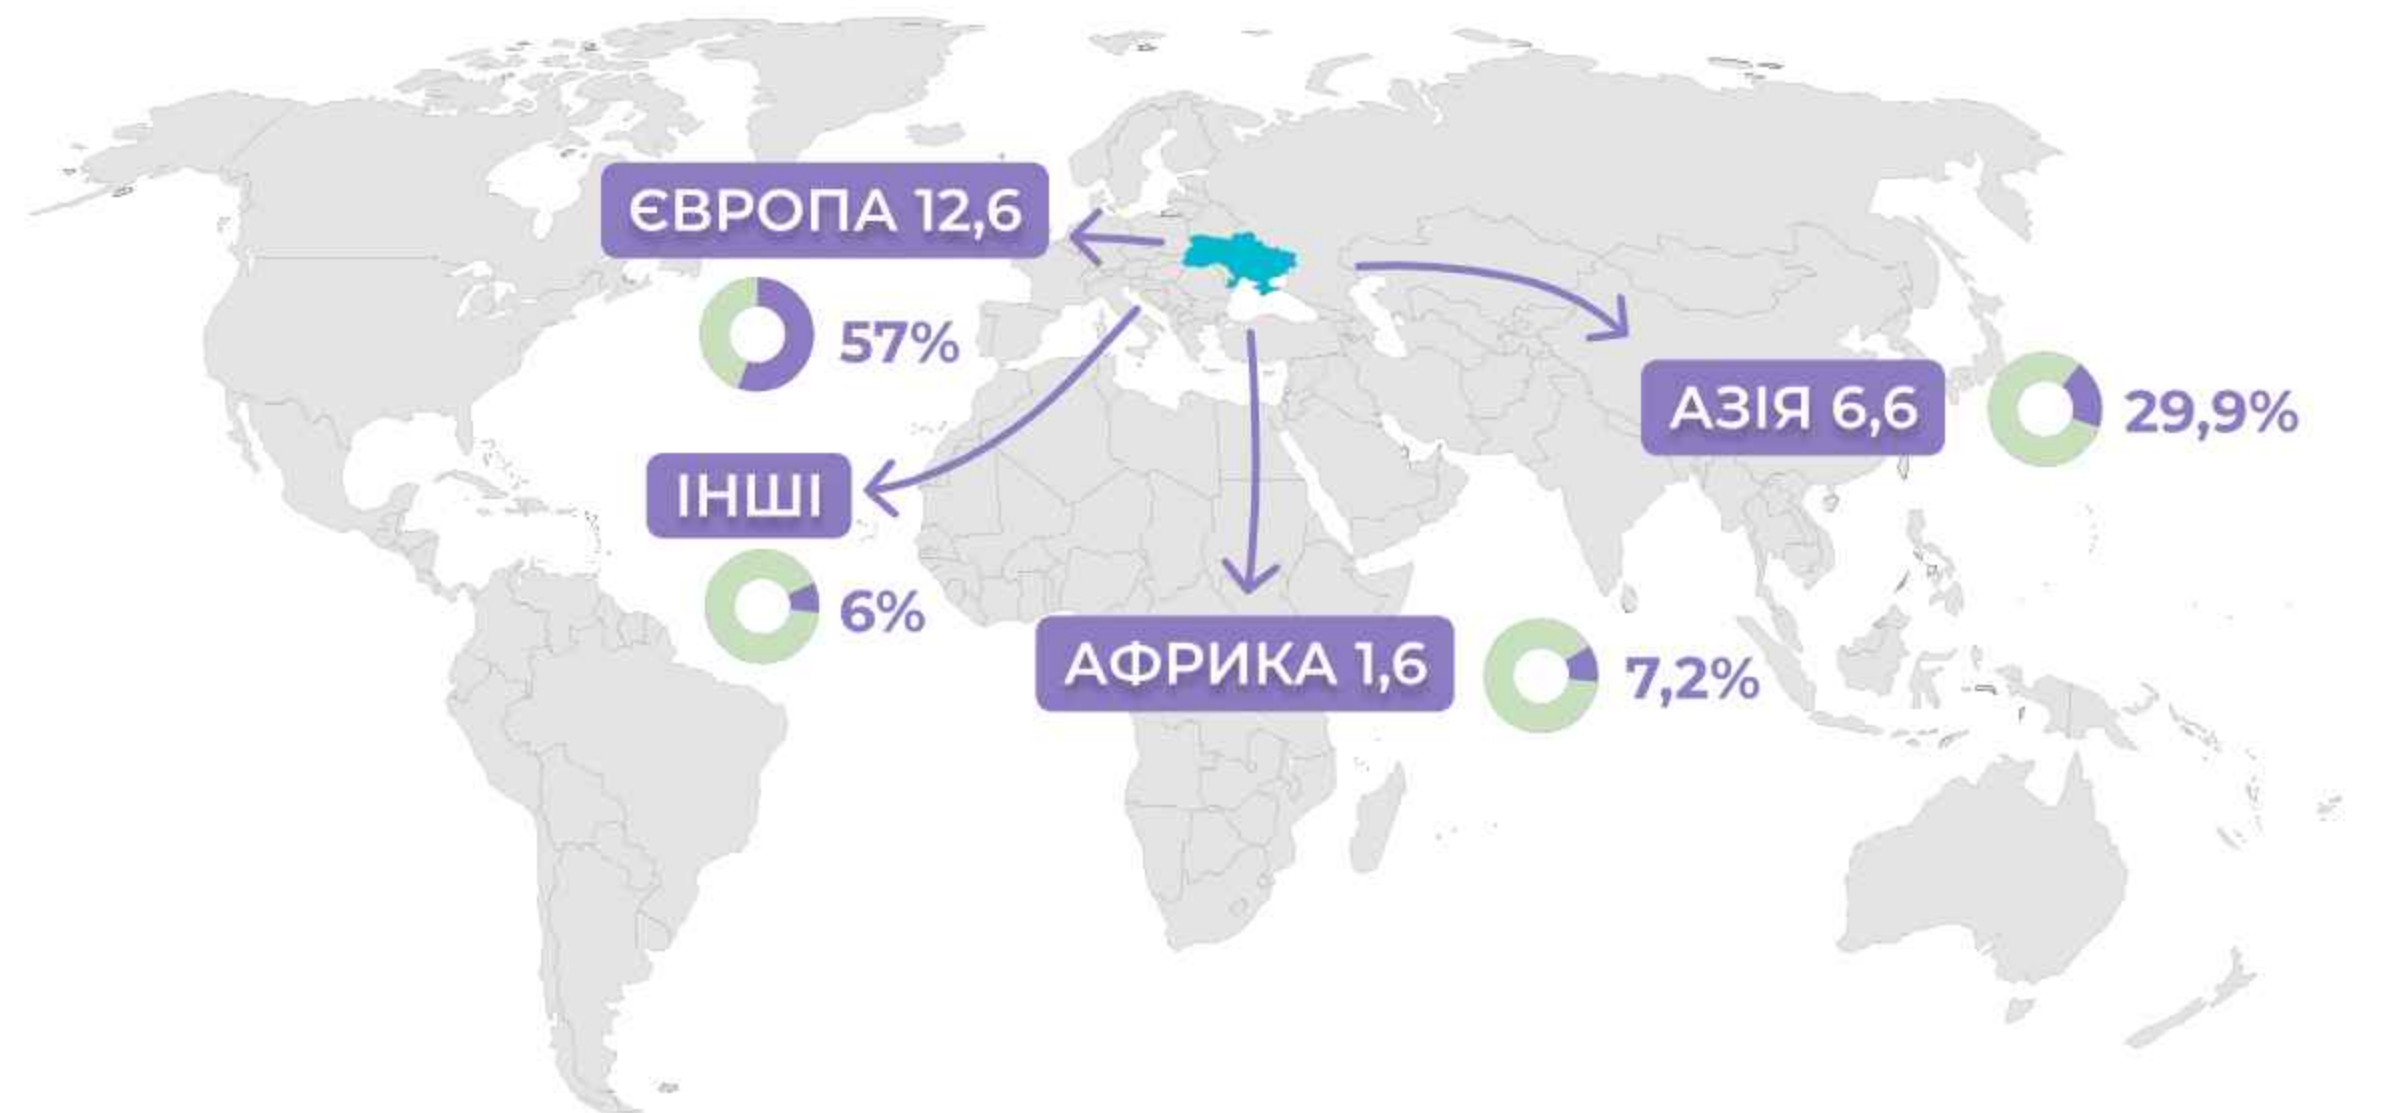 ЄВРОПА 12,6
57%
АЗІЯ 6,6
29,9%
ІНШІ
6%
АФРИКА 1,6
7,2%